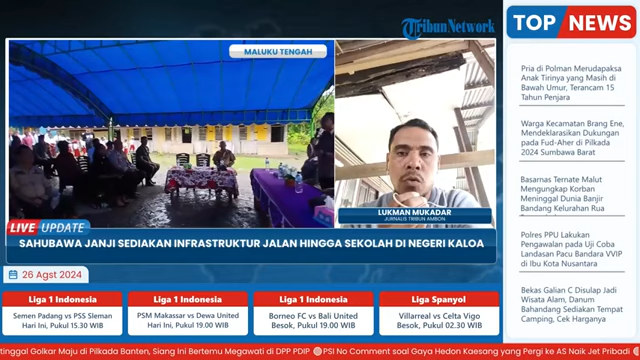 TribunNetwork
TOP NEWS
MALUKU TENGAH
Pria di Polman Merudapaksa
Anak Tirinya yang Masih di
Bawah Umur, Terancam 15
Tahun Penjara
Warga Kecamatan Brang Ene,
Mendeklarasikan Dukungan
pada Fud-Aher di Pilkada
2024 Sumbawa Barat
Basarnas Ternate Malut
Mengungkap Korban
Meninggal Dunia Banjir
Bandang Kelurahan Rua
Polres PPU Lakukan
Pengawalan pada Uji Coba
Landasan Pacu Bandara VVIP
di Ibu Kota Nusantara
Bekas Galian C Disulap Jadi
Wisata Alam, Danum
Bahandang Sediakan Tempat
Camping, Cek Harganya
LUKMAN MUKADAR
JURNALIS TRIBUN AMBON
LIVE UPDATE
SAHUBAWA JANJI SEDIAKAN INFRASTRUKTUR JALAN HINGGA SEKOLAH DI NEGERI KALOA
26 Agst 2024
Liga 1 Indonesia
Semen Padang vs PSS Sleman
Hari Ini, Pukul 15.30 WIB
Liga 1 Indonesia
PSM Makassar vs Dewa United
Hari Ini, Pukul 19.00 WIB
Liga 1 Indonesia
Borneo FC vs Bali United
Besok, Pukul 19.00 WIB
Liga Spanyol
Villarreal vs Celta Vigo
Besok, Pukul 02.30 WIB
tinggal Golkar Maju di Pilkada Banten, Siang Ini Bertemu Megawati di DPP PDIP PSI No Comment soal Gaya Hedon Kaesang yang Pergi ke AS Naik Jet Pribadi